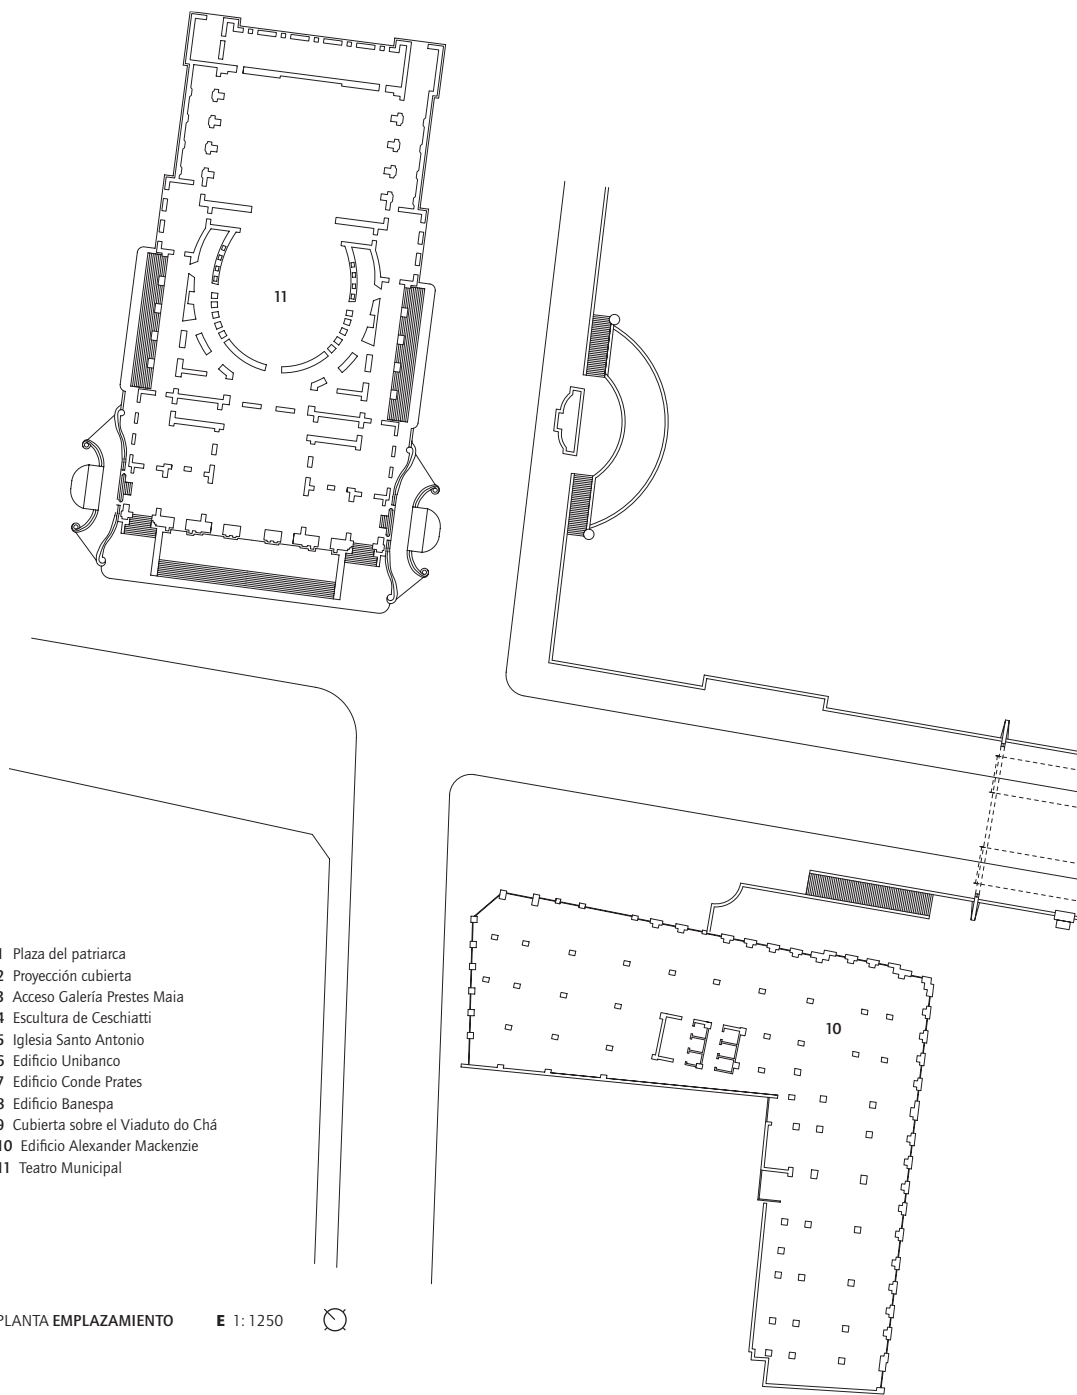 11
10
1 Plaza del patriarca
2 Proyección cubierta
3 Acceso Galería Prestes Maia
4 Escultura de Ceschiatti
5 Iglesia Santo Antonio
6 Edificio Unibanco
7 Edificio Conde Prates
8 Edificio Banespa
9 Cubierta sobre el Viaduto do Chá
10 Edificio Alexander Mackenzie
11 Teatro Municipal
PLANTA EMPLAZAMIENTO E 1: 1250